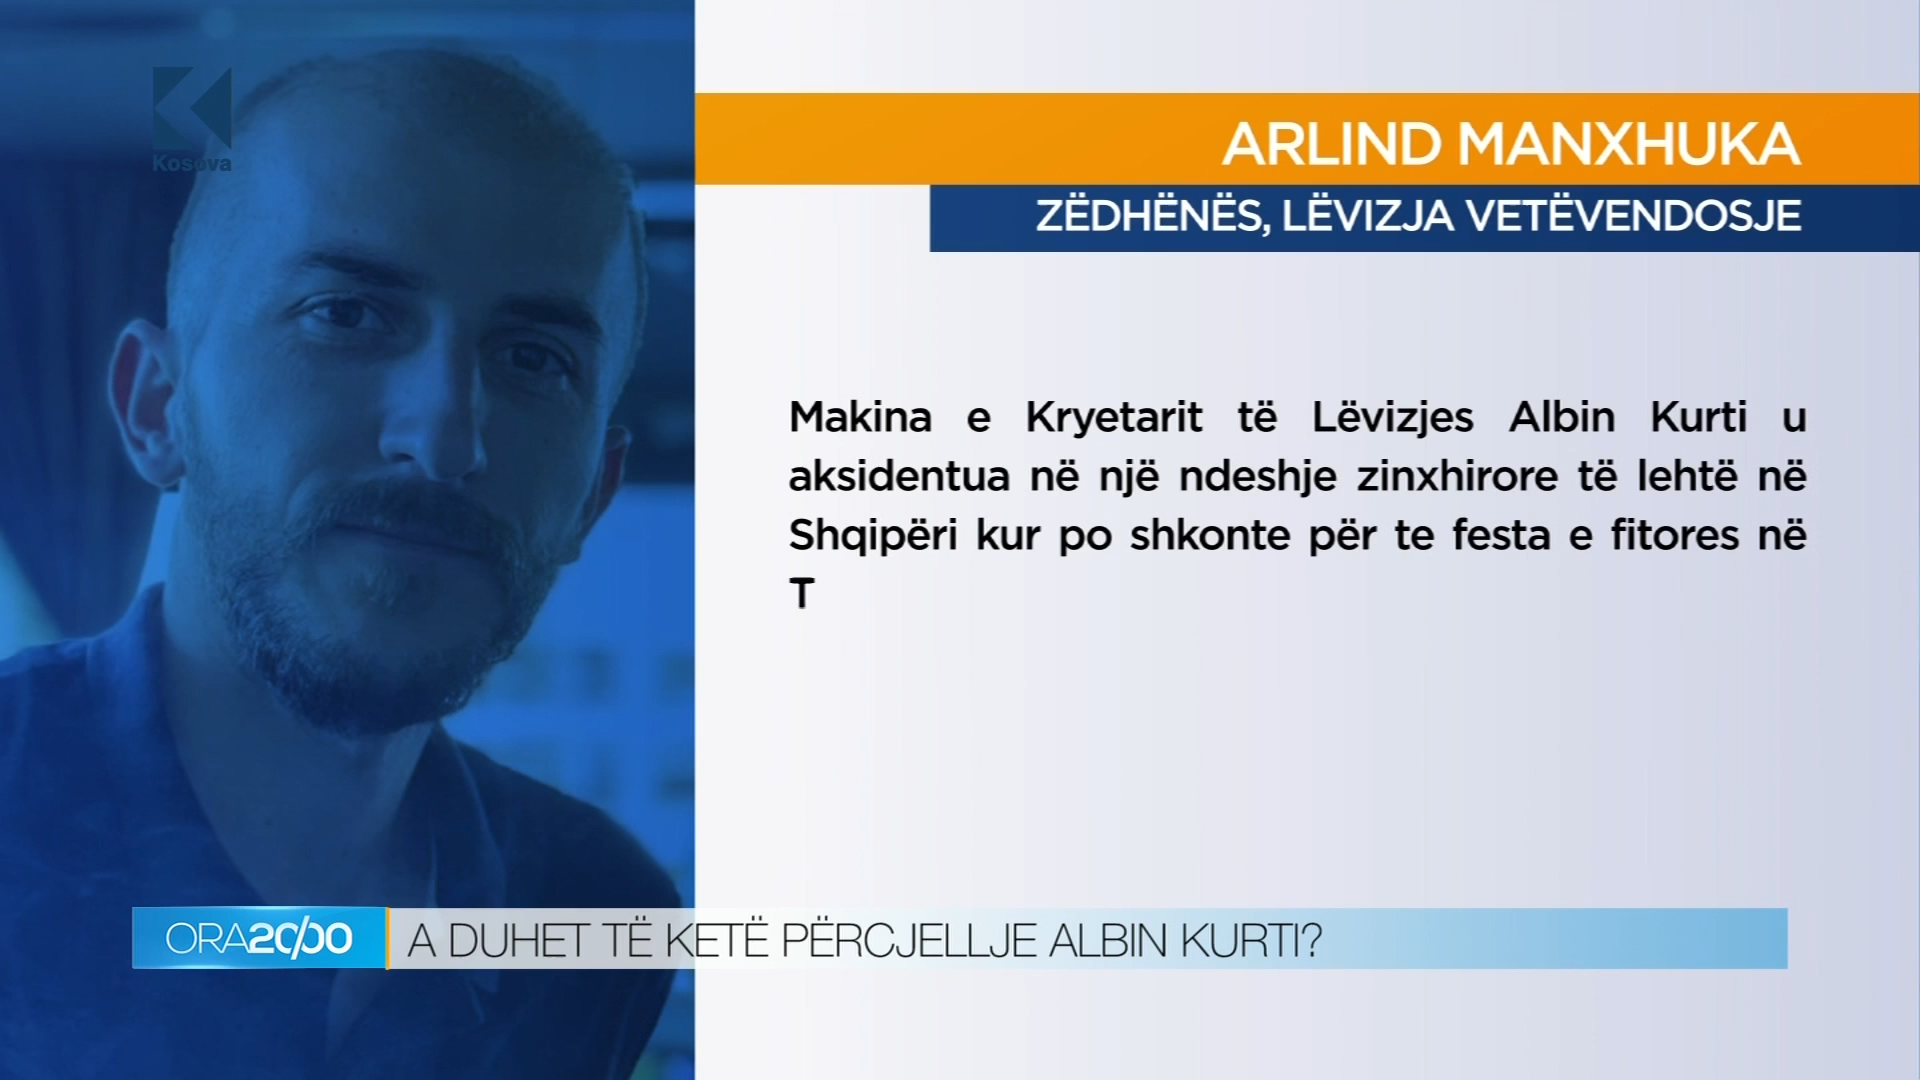 Kosova
ARLIND MANXHUKA
ZËDHËNËS, LËVIZJA VETËVENDOSJE
Makina e Kryetarit të Lëvizjes Albin Kurti u
aksidentua në një ndeshje zinxhirore të lehtë në
Shqipëri kur po shkonte për te festa e fitores në
T
ORA20/00 A DUHET TË KETË PËRCJELLJE ALBIN KURTI?